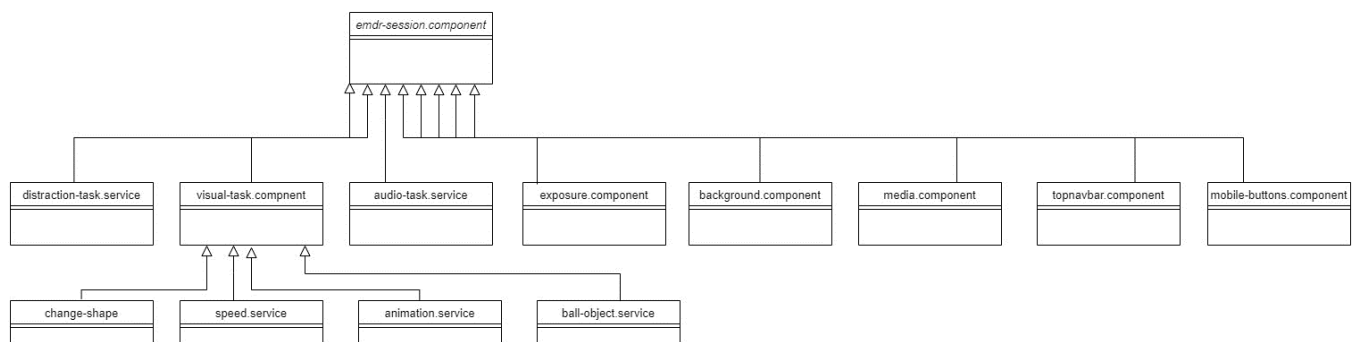 emdr-session.component
distraction-task.service
visual-task.compnent
audio-task.service
exposure.component
background.component
media.component
topnavbar.component
mobile-buttons.component
change-shape
speed.service
animation.service
ball-object.service